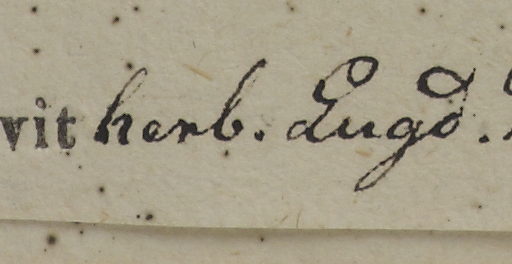 vit herb. Lugd.